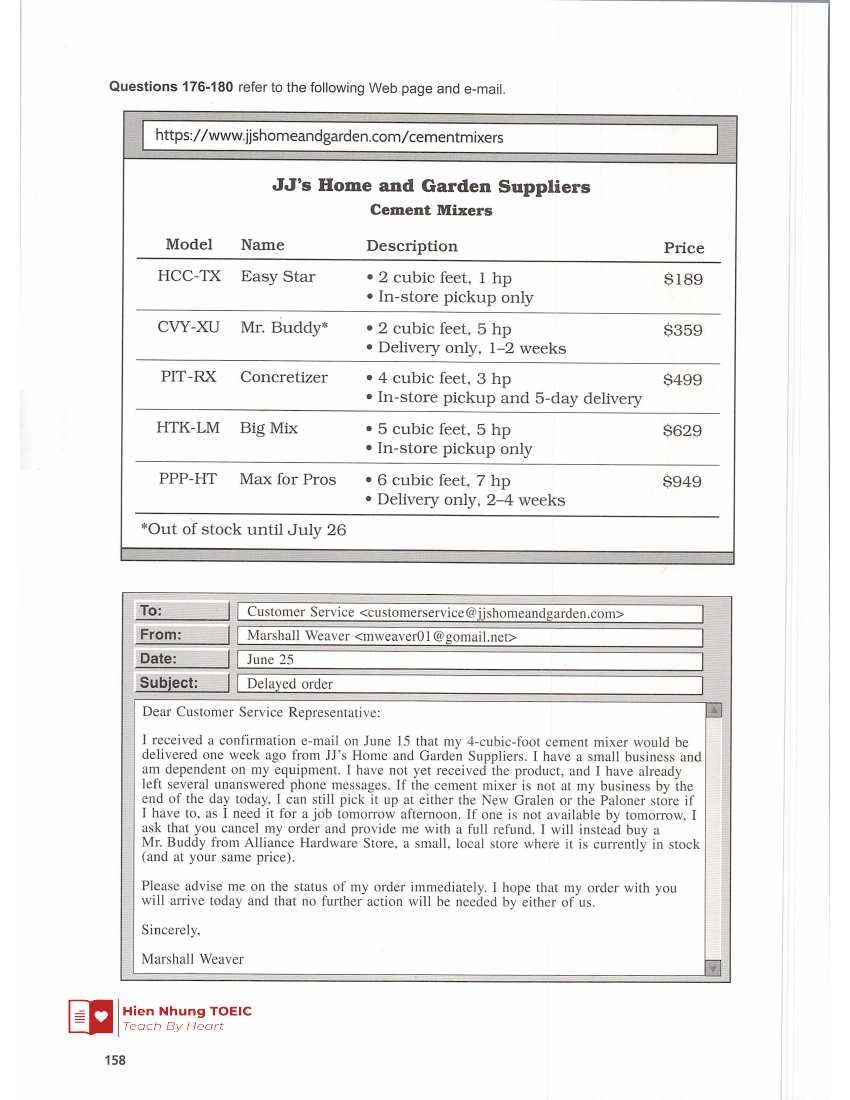 Questions 176-180 refer to the following Web page and e-mail.
https://www.jjshomeandgarden.com/cementmixers
JJ's Home and Garden Suppliers
Cement Mixers
Model Name Description Price
HCC-TX Easy Star • 2 cubic feet, 1 hp $189
• In-store pickup only
CVY-XU Mr. Buddy* • 2 cubic feet, 5 hp $359
• Delivery only, 1–2 weeks
PIT-RX Concretizer • 4 cubic feet, 3 hp $499
• In-store pickup and 5-day delivery
HTK-LM Big Mix • 5 cubic feet, 5 hp $629
• In-store pickup only
PPP-HT Max for Pros • 6 cubic feet, 7 hp $949
• Delivery only, 2–4 weeks
*Out of stock until July 26
To: Customer Service <customerservice@jjshomeandgarden.com>
From: Marshall Weaver <mweaver01@gomail.net>
Date: June 25
Subject: Delayed order
Dear Customer Service Representative:
I received a confirmation e-mail on June 15 that my 4-cubic-foot cement mixer would be
delivered one week ago from JJ's Home and Garden Suppliers. I have a small business and
am dependent on my equipment. I have not yet received the product, and I have already
left several unanswered phone messages. If the cement mixer is not at my business by the
end of the day today, I can still pick it up at either the New Gralen or the Paloner store if
I have to, as I need it for a job tomorrow afternoon. If one is not available by tomorrow, I
ask that you cancel my order and provide me with a full refund. I will instead buy a
Mr. Buddy from Alliance Hardware Store, a small, local store where it is currently in stock
(and at your same price).
Please advise me on the status of my order immediately. I hope that my order with you
will arrive today and that no further action will be needed by either of us.
Sincerely,
Marshall Weaver
Hien Nhung TOEIC
Teach By Heart
158